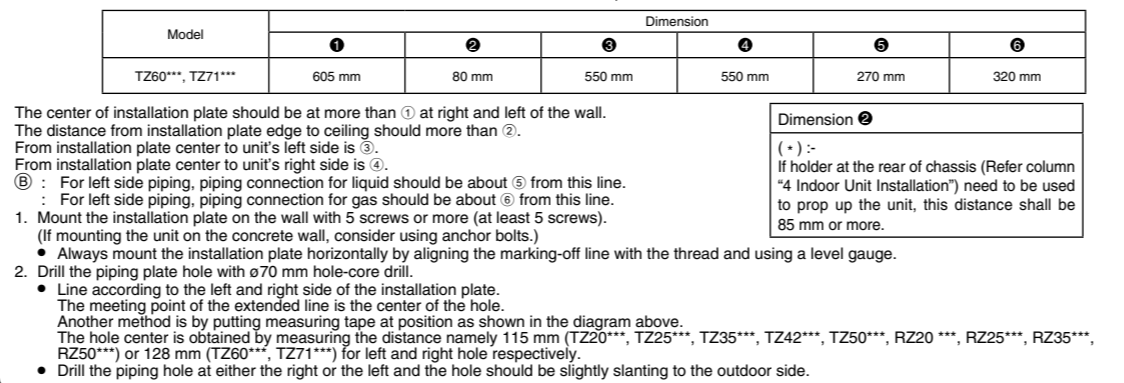 Model
Dimension
❶ ❷ ❸ ❹ ❺ ❻
TZ60***, TZ71*** 605 mm 80 mm 550 mm 550 mm 270 mm 320 mm
The center of installation plate should be at more than ① at right and left of the wall.
The distance from installation plate edge to ceiling should more than ②.
From installation plate center to unit's left side is ③.
From installation plate center to unit's right side is ④.
Ⓑ : For left side piping, piping connection for liquid should be about ⑤ from this line.
: For left side piping, piping connection for gas should be about ⑥ from this line.
1. Mount the installation plate on the wall with 5 screws or more (at least 5 screws).
(If mounting the unit on the concrete wall, consider using anchor bolts.)
● Always mount the installation plate horizontally by aligning the marking-off line with the thread and using a level gauge.
2. Drill the piping plate hole with ø70 mm hole-core drill.
● Line according to the left and right side of the installation plate.
The meeting point of the extended line is the center of the hole.
Another method is by putting measuring tape at position as shown in the diagram above.
The hole center is obtained by measuring the distance namely 115 mm (TZ20***, TZ25***, TZ35***, TZ42***, TZ50***, RZ20 ***, RZ25***, RZ35***,
RZ50***) or 128 mm (TZ60***, TZ71***) for left and right hole respectively.
● Drill the piping hole at either the right or the left and the hole should be slightly slanting to the outdoor side.
Dimension ❷
( * ) :-
If holder at the rear of chassis (Refer column
"4 Indoor Unit Installation") need to be used
to prop up the unit, this distance shall be
85 mm or more.